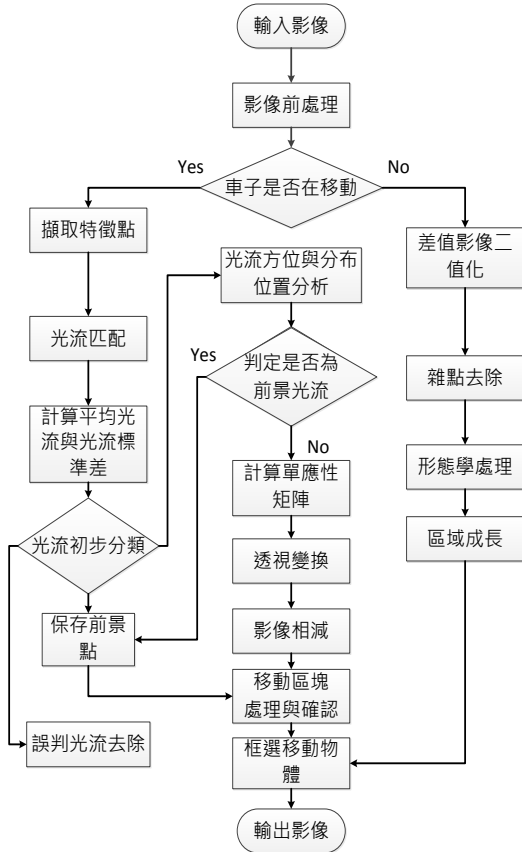 輸入影像
影像前處理
車子是否在移動
Yes
No
擷取特徵點
光流匹配
計算平均光
流與光流標
準差
光流初步分類
保存前景
點
誤判光流去除
光流方位與分布
位置分析
判定是否為
前景光流
Yes
No
計算單應性
矩陣
透視變換
影像相減
移動區塊
處理與確認
框選移動物
體
輸出影像
差值影像二
值化
雜點去除
形態學處理
區域成長